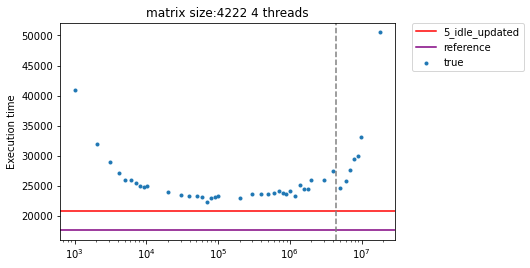 matrix size:4222 4 threads
5_idle_updated
reference
true
Execution time
50000
45000
40000
35000
30000
25000
20000
10³ 10⁴ 10⁵ 10⁶ 10⁷